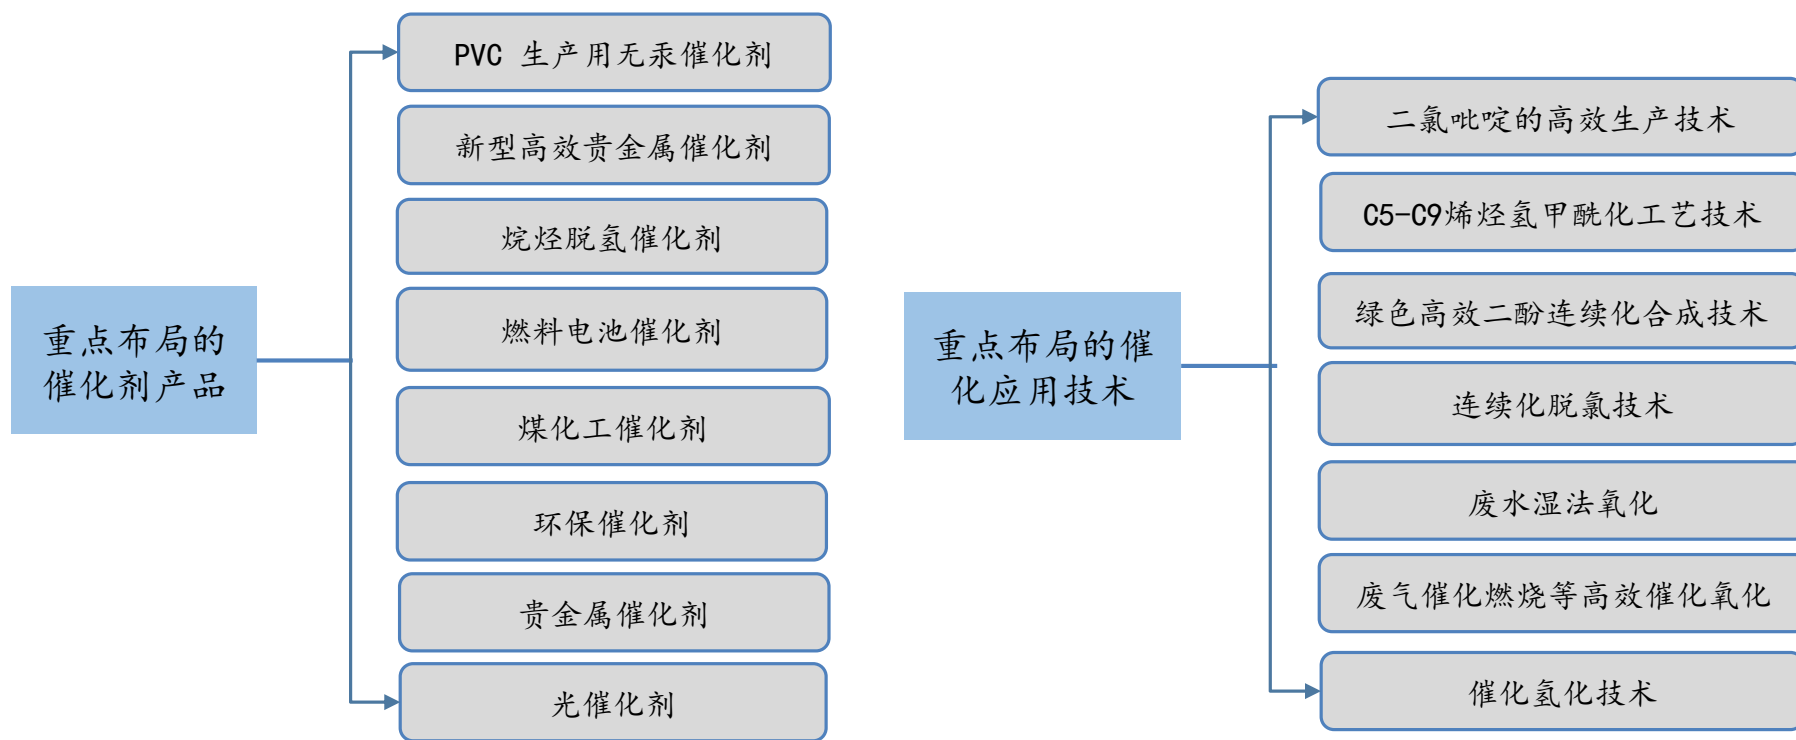 重点布局的
催化剂产品
PVC 生产用无汞催化剂
新型高效贵金属催化剂
烷烃脱氢催化剂
燃料电池催化剂
煤化工催化剂
环保催化剂
贵金属催化剂
光催化剂
重点布局的催
化应用技术
二氯吡啶的高效生产技术
C5-C9烯烃氢甲酰化工艺技术
绿色高效二酚连续化合成技术
连续化脱氯技术
废水湿法氧化
废气催化燃烧等高效催化氧化
催化氢化技术